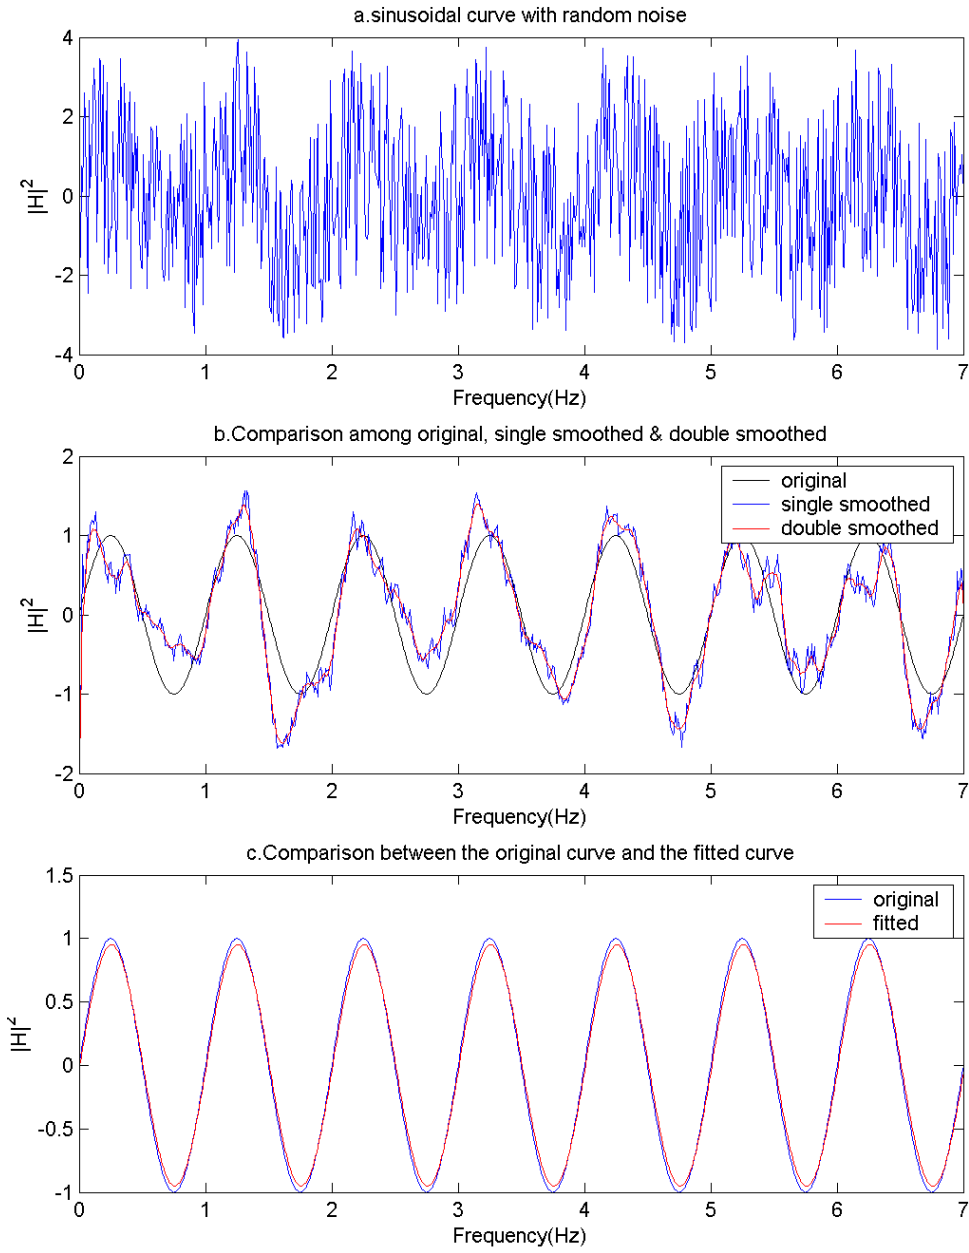 a.sinusoidal curve with random noise
4
2
0
-2
-4
|H|²
0 1 2 3 4 5 6 7
Frequency(Hz)
b.Comparison among original, single smoothed & double smoothed
2
1
0
-1
-2
|H|²
original
single smoothed
double smoothed
0 1 2 3 4 5 6 7
Frequency(Hz)
c.Comparison between the original curve and the fitted curve
1.5
1
0.5
0
-0.5
-1
|H|²
original
fitted
0 1 2 3 4 5 6 7
Frequency(Hz)